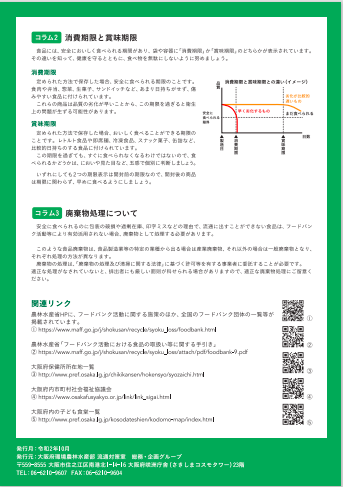 コラム2 消費期限と賞味期限
食品には、安全においしく食べられる期限があり、袋や容器に"消費期限"か"賞味期限"のどちらかが表示されています。
その違いを知って、健康を守るとともに、食べ物を無駄にしないように努めましょう。
消費期限
定められた方法で保存した場合、安全に食べられる期限のことです。
食肉や弁当、惣菜、生菓子、サンドイッチなど、あまり日持ちがせず、傷
みやすい食品に付けられています。
これらの商品は品質の劣化が早いことから、この期限を過ぎると衛生
上の問題が生ずる可能性があります。
賞味期限
定められた方法で保存した場合、おいしく食べることができる期限の
ことです。レトルト食品や即席麺、冷凍食品、スナック菓子、缶詰など、
比較的日持ちのする食品に付けられています。
この期限を過ぎても、すぐに食べられなくなるわけではないので、食
べられるかどうかは、においや見た目など、五感で個別に判断しましょう。
いずれにしても2つの期限表示は開封前の期限なので、開封後の商品
は期限に関わらず、早めに食べるようにしましょう。
消費期限と賞味期限との違い(イメージ)
品質
劣化が比較的
遅いもの
早く劣化するもの
まだ食べられる
安全に
食べられる
限界
日数
製造日
消費期限
賞味期限
コラム3 廃棄物処理について
安全に食べられるのに包装の破損や過剰在庫、印字ミスなどの理由で、流通に出すことができない食品は、フードバン
ク活動等により有効活用されない場合、廃棄物として処理する必要があります。
このような食品廃棄物は、食品製造業等の特定の業種から出る場合は産業廃棄物、それ以外の場合は一般廃棄物となり、
それぞれ処理の方法が異なります。
廃棄物の処理は、「廃棄物の処理及び清掃に関する法律」に基づく許可等を有する事業者に委託することが必要です。
適正な処理がなされていないと、排出者にも厳しい罰則が科せられる場合がありますので、適正な廃棄物処理にご留意く
ださい。
関連リンク
農林水産省HPに、フードバンク活動に関する施策のほか、全国のフードバンク団体の一覧等が
掲載されています。
① https://www.maff.go.jp/j/shokusan/recycle/syoku_loss/foodbank.html
①
農林水産省「フードバンク活動における食品の取扱い等に関する手引き」
② https://www.maff.go.jp/j/shokusan/recycle/syoku_loss/attach/pdf/foodbank-9.pdf
②
大阪府保健所所在地一覧
③ http://www.pref.osaka.lg.jp/chikikansen/hokensyo/syozaichi.html
③
大阪府内市町村社会福祉協議会
④ https://www.osakafusyakyo.or.jp/link/link_sigai.html
④
大阪府内の子ども食堂一覧
⑤ http://www.pref.osaka.lg.jp/kosodateshien/kodomo-map/index.html
⑤
発行月:令和2年10月
発行元:大阪府環境農林水産部 流通対策室 総務・企画グループ
〒559-8555 大阪市住之江区南港北1-14-16 大阪府咲洲庁舎(さきしまコスモタワー)23階
TEL:06-6210-9607 FAX:06-6210-9604